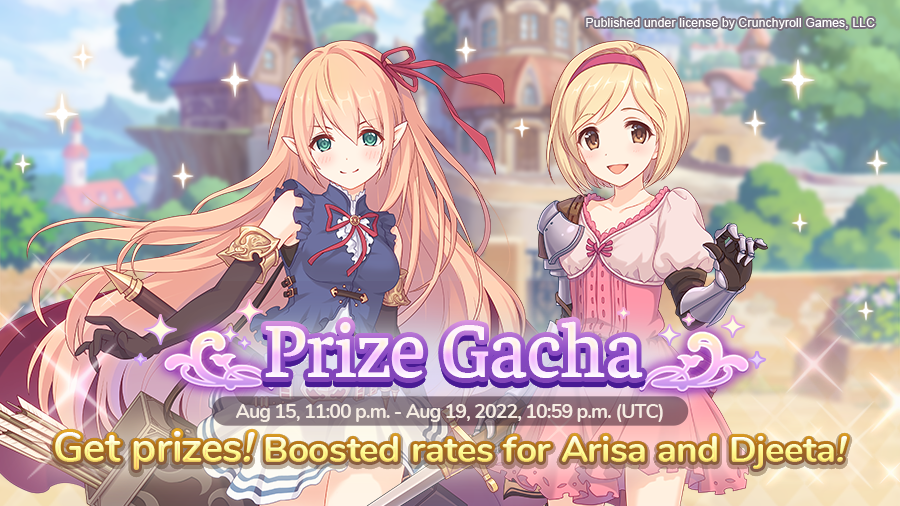 Published under license by Crunchyroll Games, LLC
Prize Gacha
Aug 15, 11:00 p.m. - Aug 19, 2022, 10:59 p.m. (UTC)
Get prizes! Boosted rates for Arisa and Djeeta!